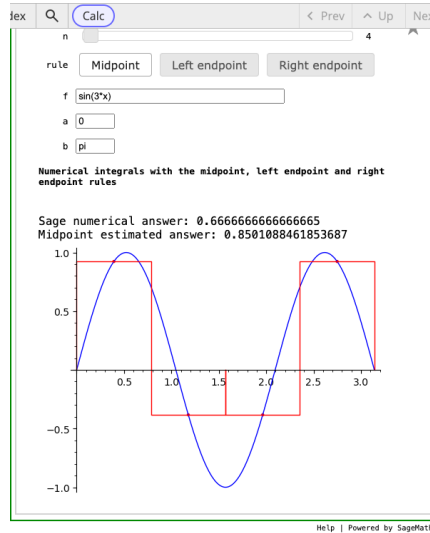 dex Calc < Prev ^ Up Nex
n 4
rule Midpoint Left endpoint Right endpoint
f sin(3*x)
a 0
b pi
Numerical integrals with the midpoint, left endpoint and right
endpoint rules
Sage numerical answer: 0.6666666666666665
Midpoint estimated answer: 0.8501088461853687
1.0
0.5
0.5 1.0 1.5 2.0 2.5 3.0
−0.5
−1.0
Help | Powered by SageMath